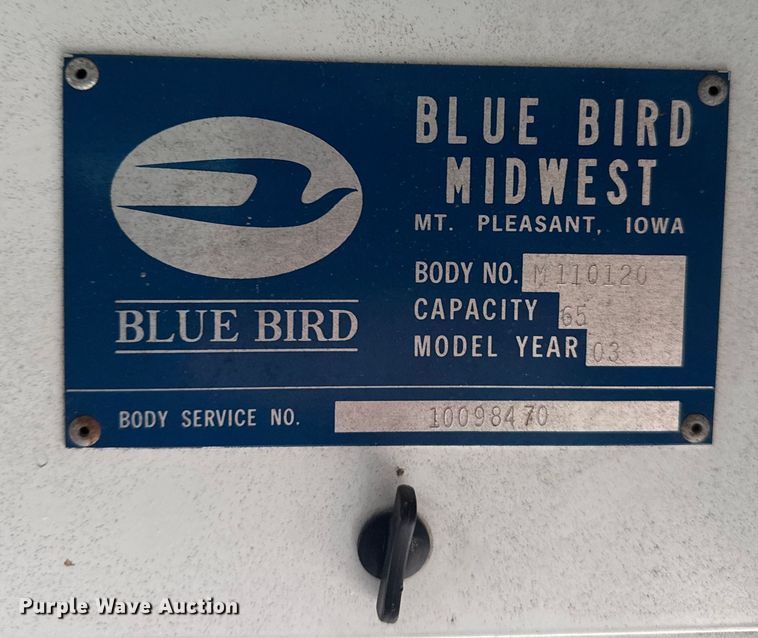 BLUE BIRD
MIDWEST
MT. PLEASANT, IOWA
BODY NO. M110120
CAPACITY 65
MODEL YEAR 03
BLUE BIRD
BODY SERVICE NO. 10098470
Purple Wave Auction